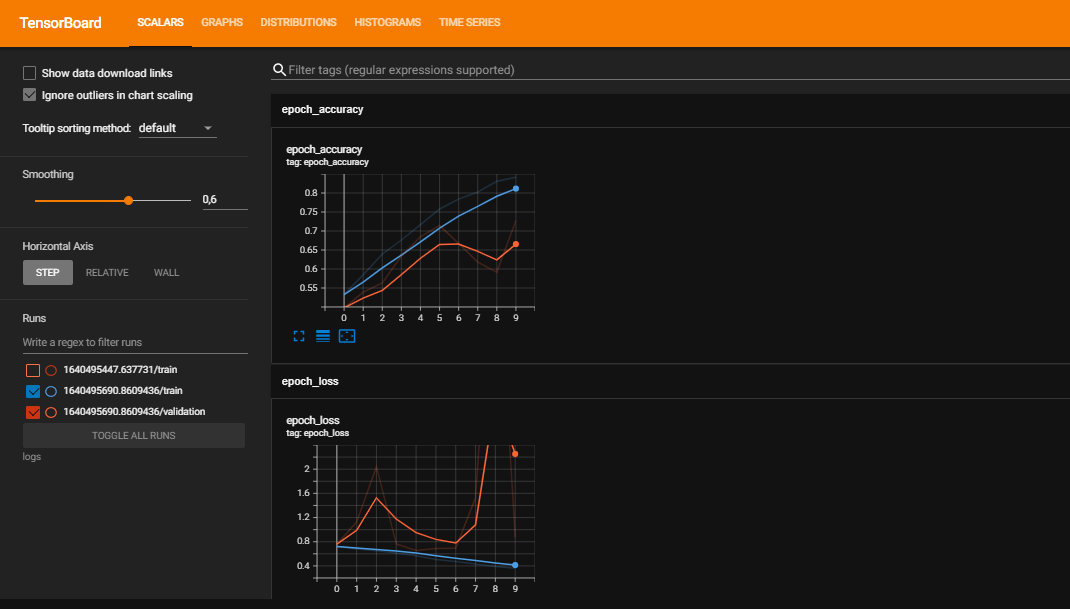 TensorBoard SCALARS GRAPHS DISTRIBUTIONS HISTOGRAMS TIME SERIES
Show data download links
Ignore outliers in chart scaling
Tooltip sorting method: default
Smoothing
0,6
Horizontal Axis
STEP RELATIVE WALL
Runs
Write a regex to filter runs
1640495447.637731/train
1640495690.8609436/train
1640495690.8609436/validation
TOGGLE ALL RUNS
logs
Filter tags (regular expressions supported)
epoch_accuracy
epoch_accuracy
tag: epoch_accuracy
0.8
0.75
0.7
0.65
0.6
0.55
0 1 2 3 4 5 6 7 8 9
epoch_loss
epoch_loss
tag: epoch_loss
2
1.6
1.2
0.8
0.4
0 1 2 3 4 5 6 7 8 9